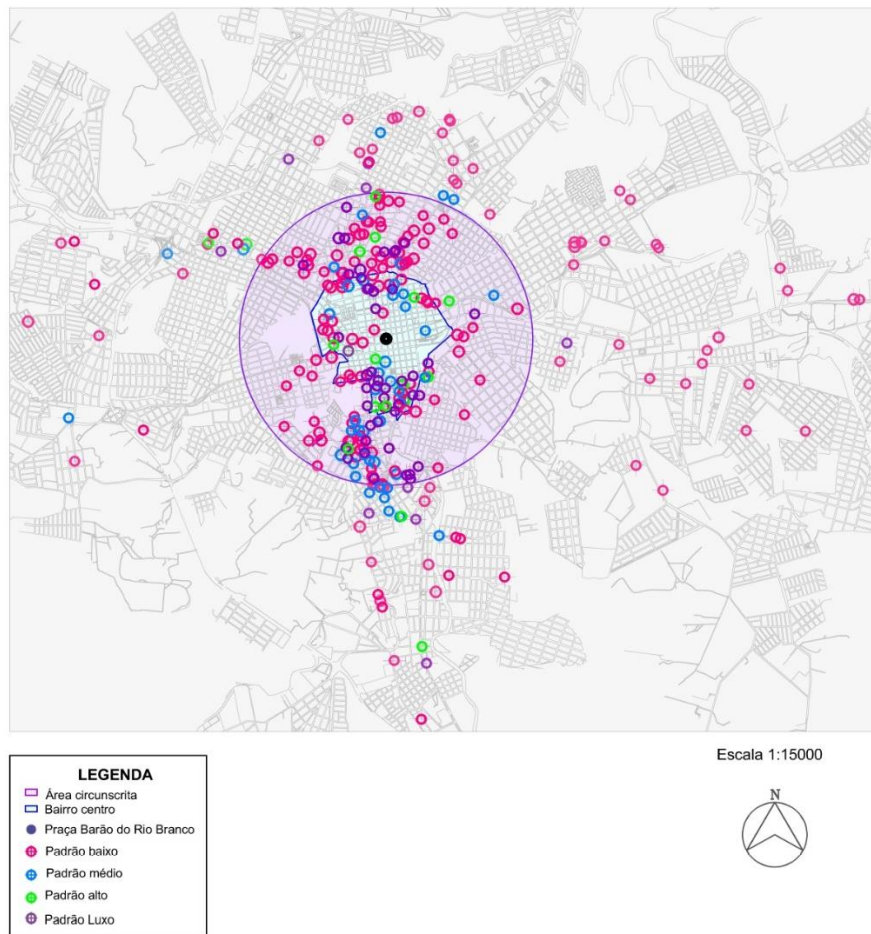 Escala 1:15000
N
LEGENDA
Área circunscrita
Bairro centro
Praça Barão do Rio Branco
Padrão baixo
Padrão médio
Padrão alto
Padrão Luxo